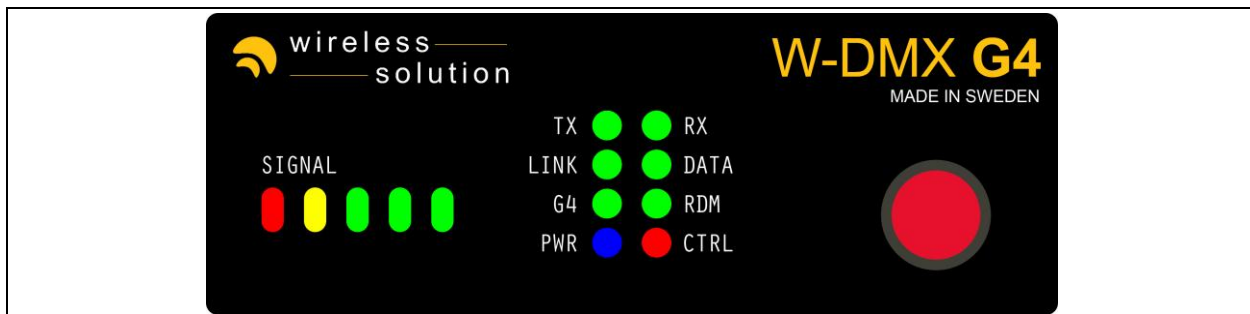 wireless
solution
W-DMX G4
MADE IN SWEDEN
TX RX
SIGNAL
LINK DATA
G4 RDM
PWR CTRL